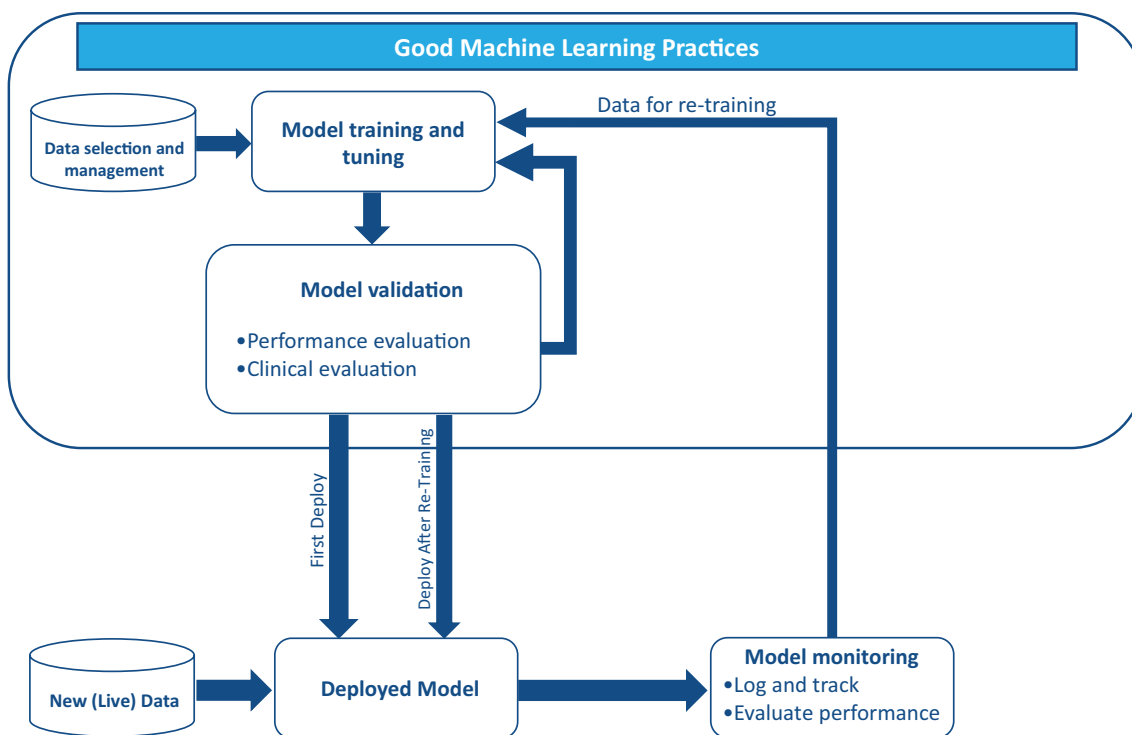 Good Machine Learning Practices
Data for re-training
Model training and
tuning
Data selection and
management
Model validation
•Performance evaluation
•Clinical evaluation
First Deploy
Deploy After Re-Training
New (Live) Data
Deployed Model
Model monitoring
•Log and track
•Evaluate performance